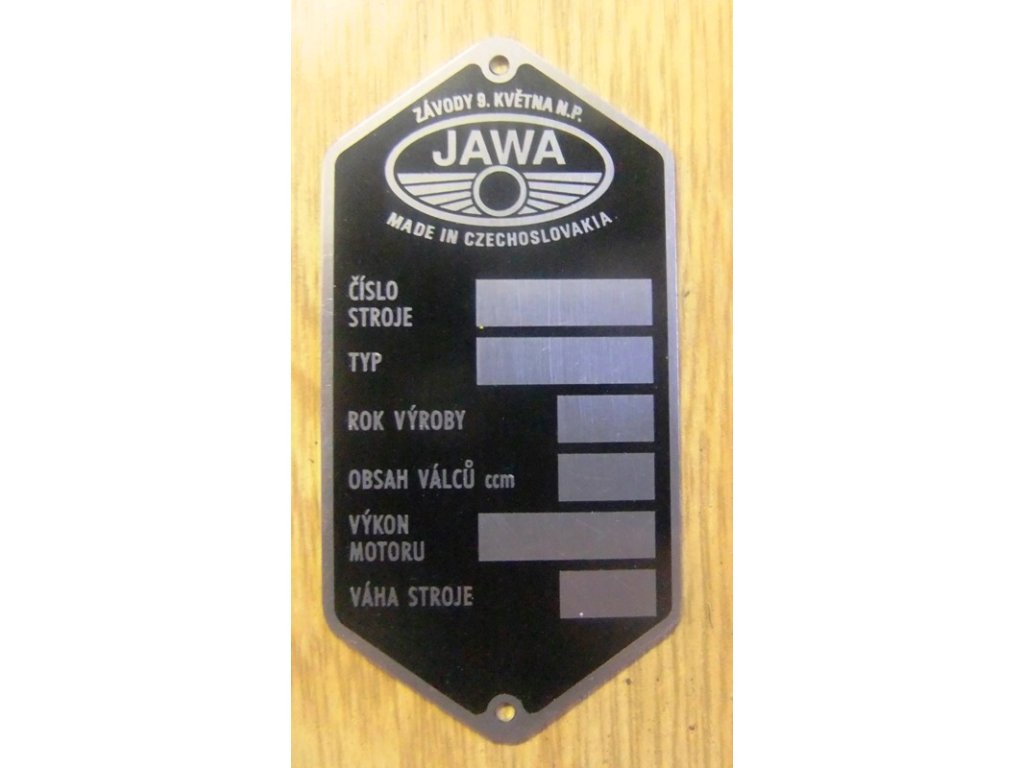 ZÁVODY 9. KVĚTNA N.P.
JAWA
MADE IN CZECHOSLOVAKIA
ČÍSLO
STROJE
TYP
ROK VÝROBY
OBSAH VÁLCŮ ccm
VÝKON
MOTORU
VÁHA STROJE